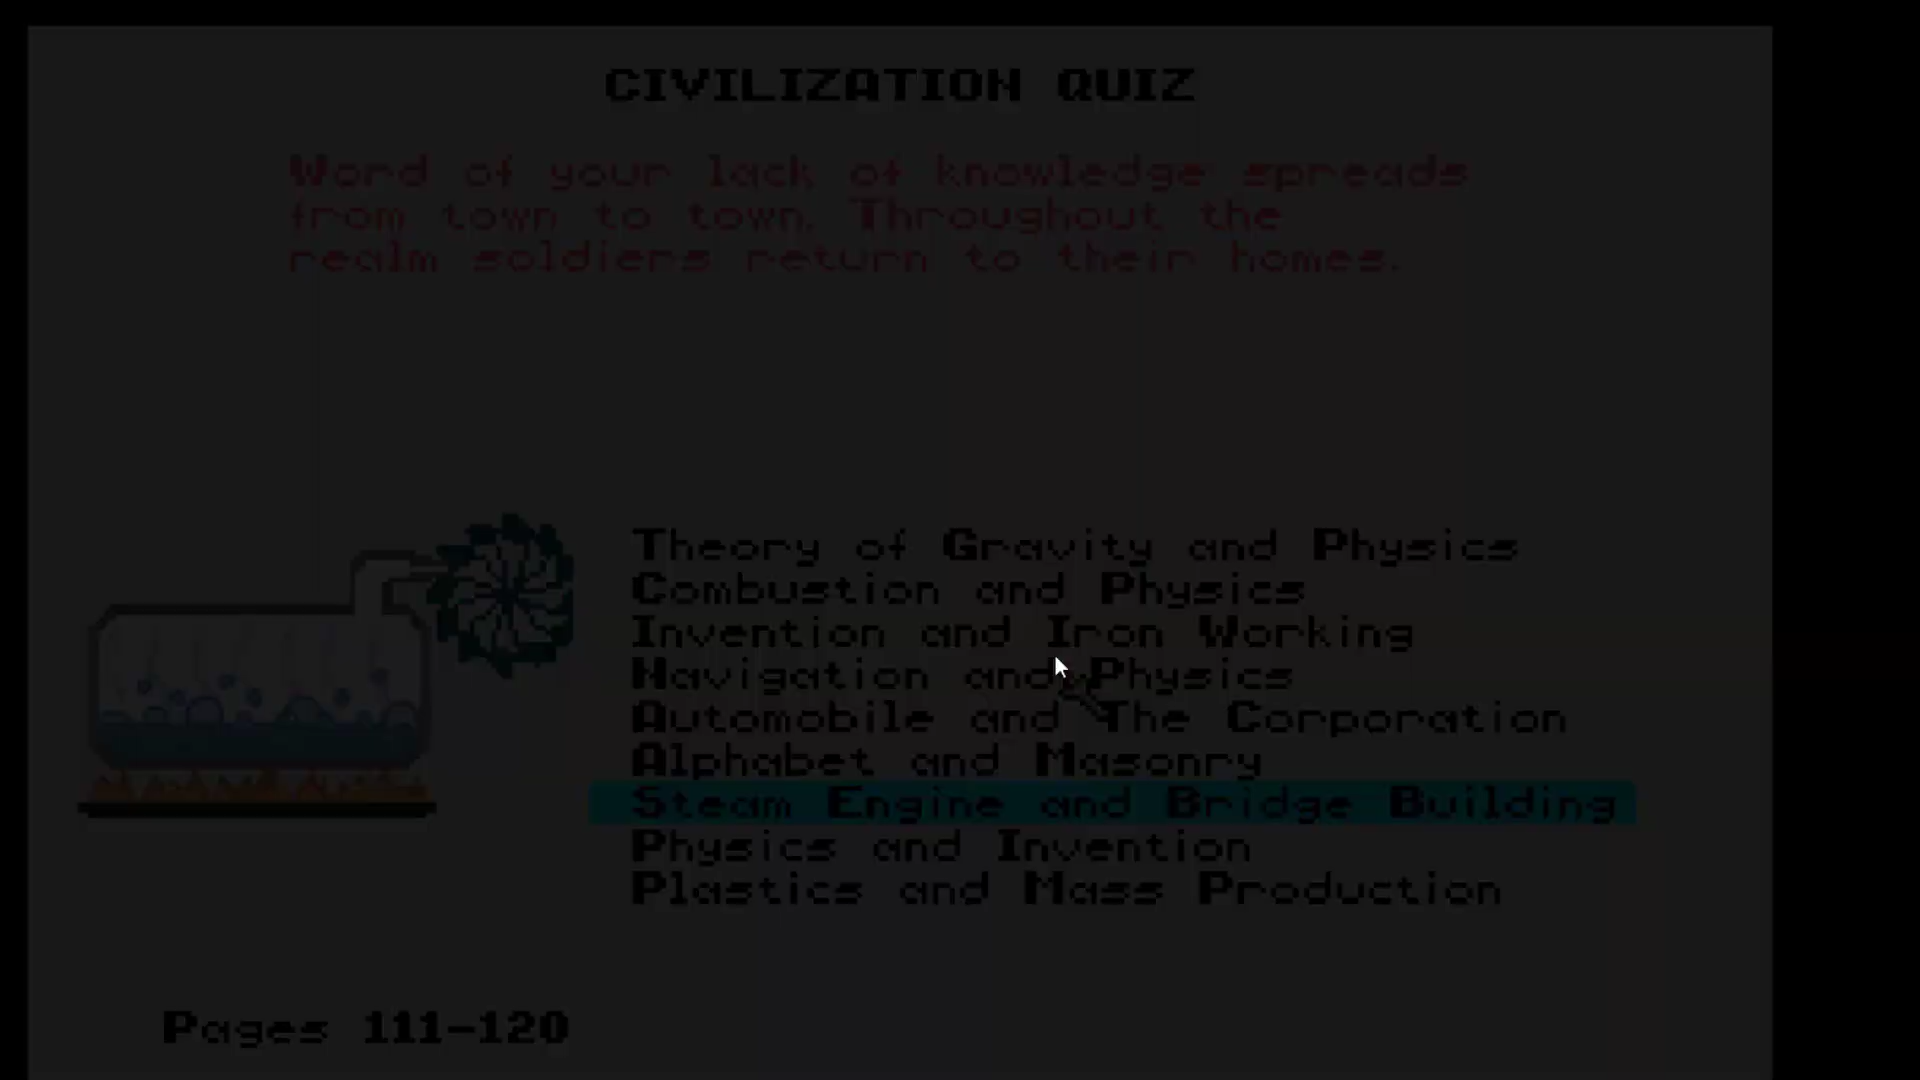 CIVILIZATION QUIZ
Word of your lack of knowledge spreads
from town to town. Throughout the
realm soldiers return to their homes.
Theory of Gravity and Physics
Combustion and Physics
Invention and Iron Working
Navigation and Physics
Automobile and The Corporation
Alphabet and Masonry
Steam Engine and Bridge Building
Physics and Invention
Plastics and Mass Production
Pages 111-120